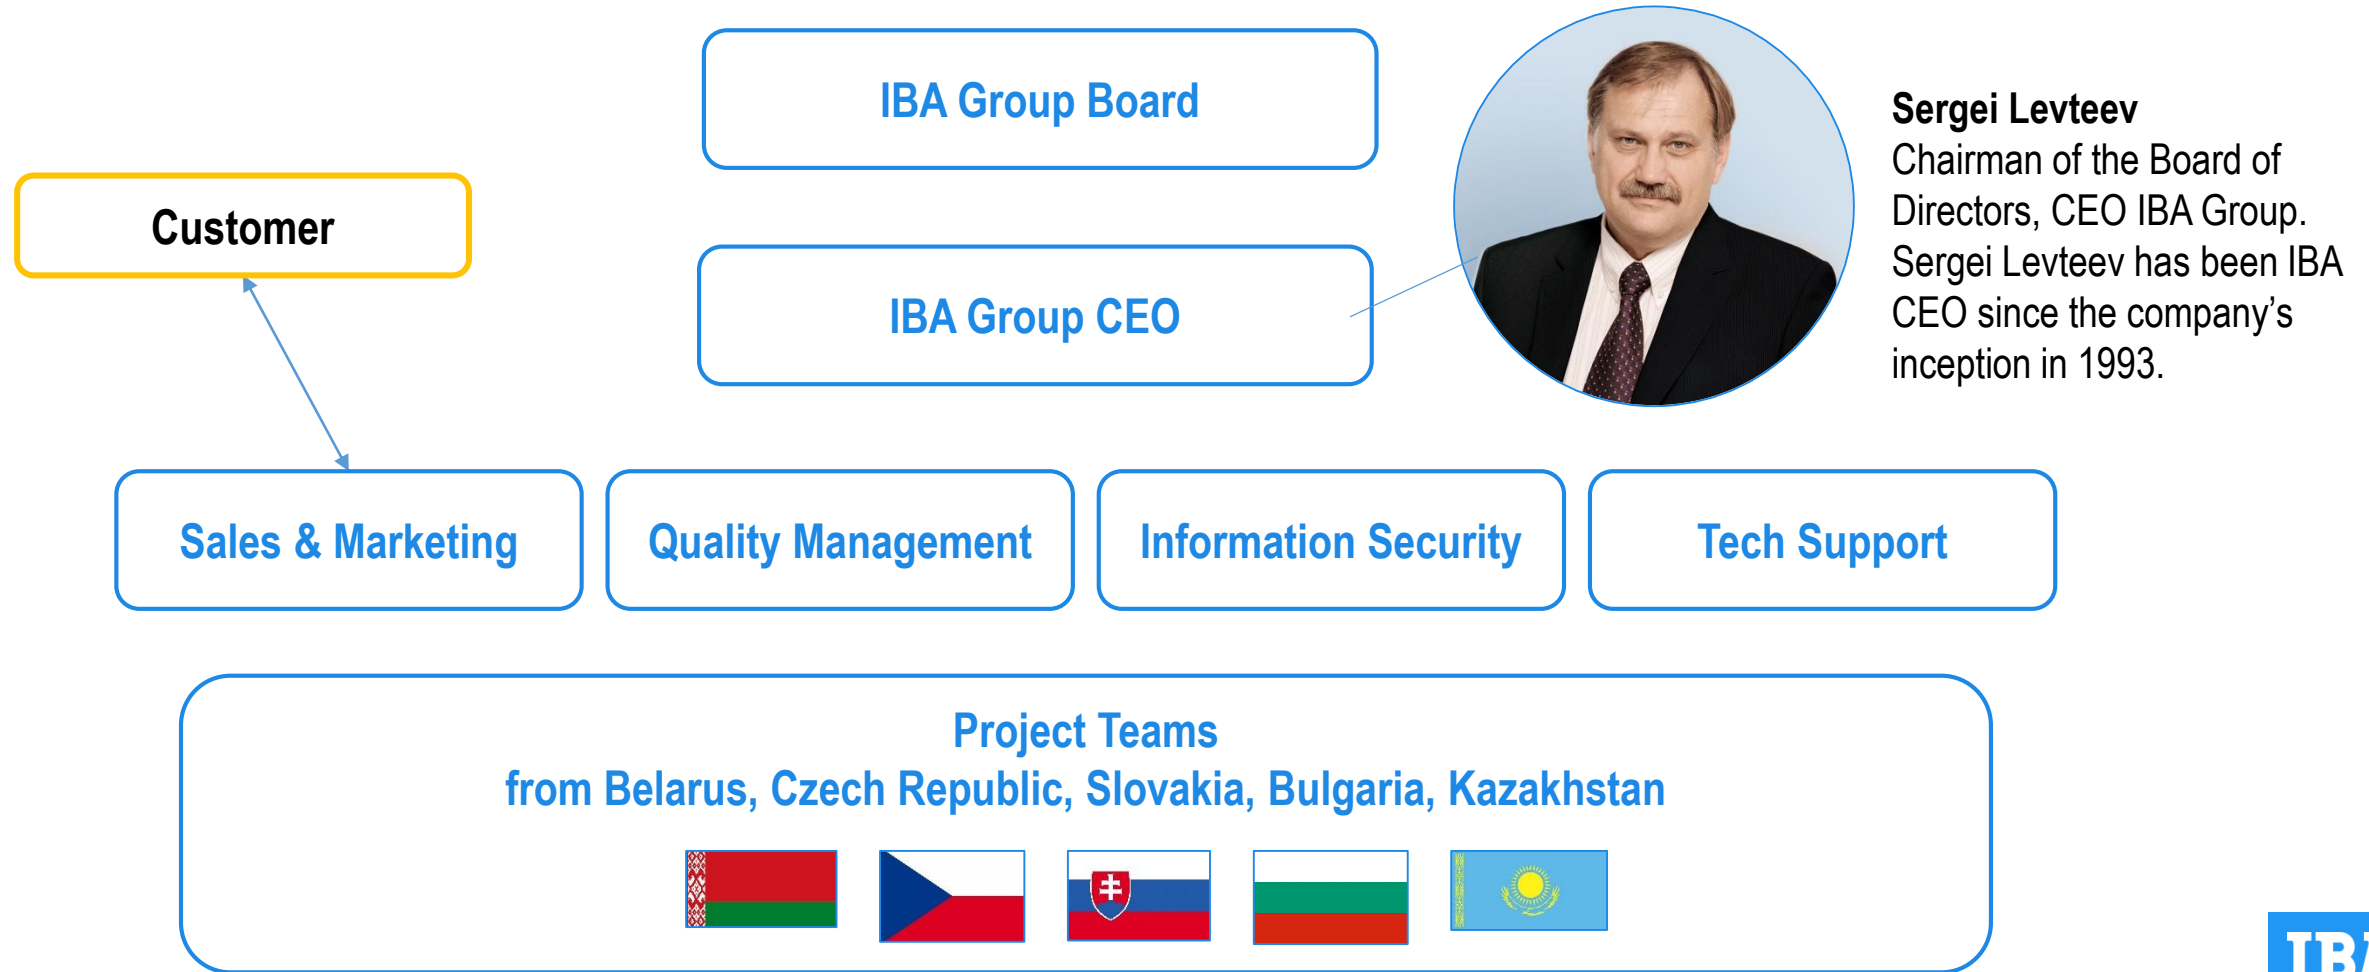 IBA Group Board
Sergei Levteev
Chairman of the Board of
Directors, CEO IBA Group.
Sergei Levteev has been IBA
CEO since the company’s
inception in 1993.
Customer
IBA Group CEO
Sales & Marketing
Quality Management
Information Security
Tech Support
Project Teams
from Belarus, Czech Republic, Slovakia, Bulgaria, Kazakhstan